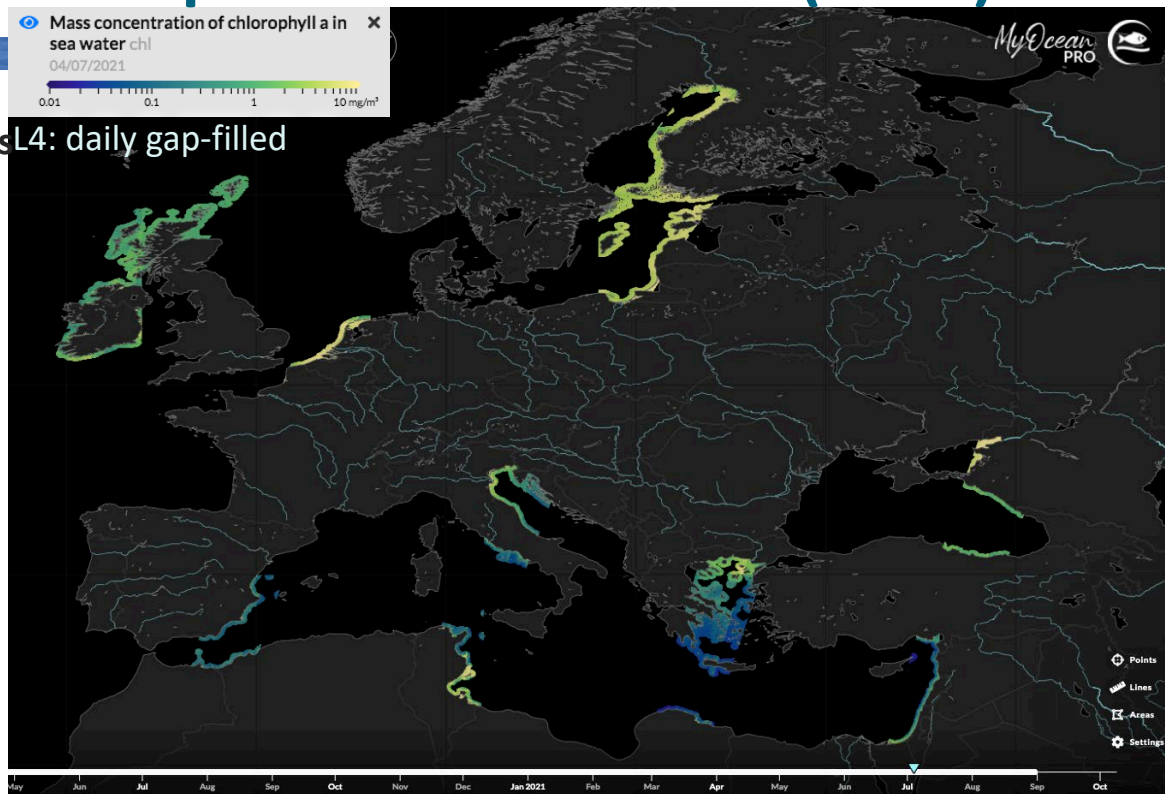 Mass concentration of chlorophyll a in
sea water chl
04/07/2021
0.01 0.1 1 10 mg/m³
L4: daily gap-filled
MyOcean
PRO
Points
Lines
Areas
Settings
May Jun Jul Aug Sep Oct Nov Dec Jan 2021 Feb Mar Apr May Jun Jul Aug Sep Oct